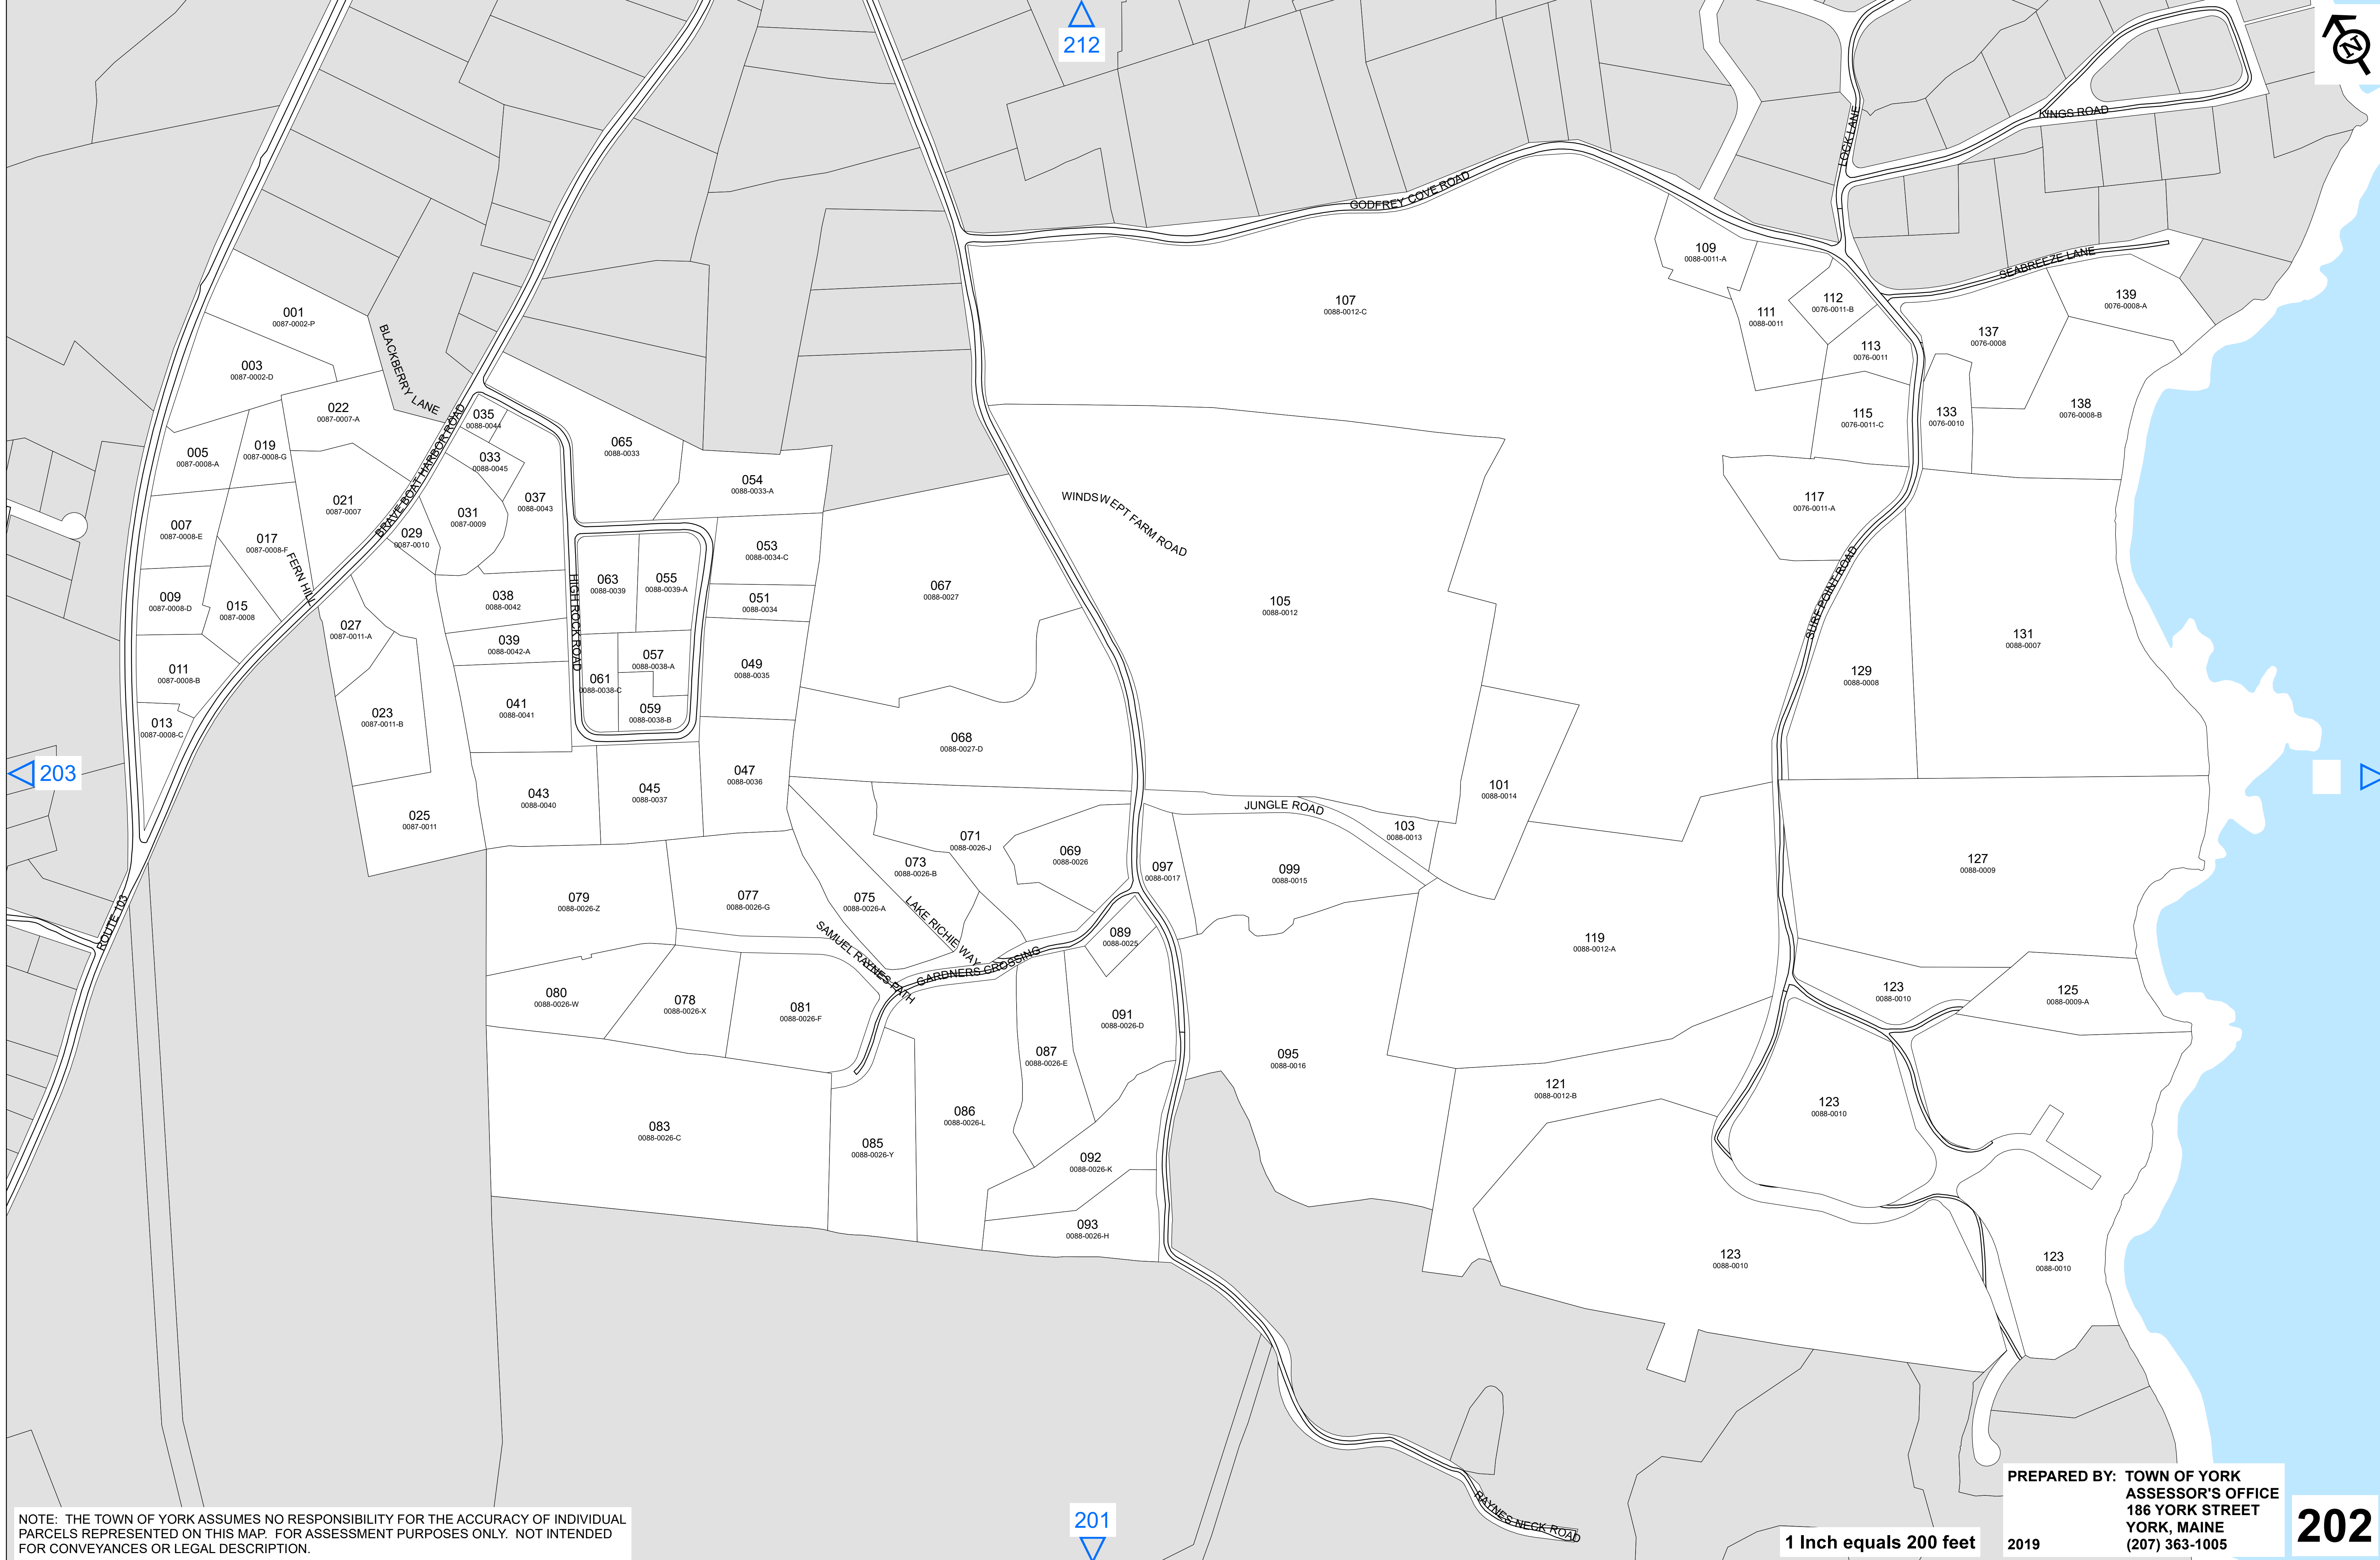 212
N
KINGS ROAD
LOCK LANE
GODFREY COVE ROAD
SEABREEZE LANE
109
0088-0011-A
107
0088-0012-C
111
0088-0011
112
0076-0011-B
139
0076-0008-A
137
0076-0008
113
0076-0011
001
0087-0002-P
003
0087-0002-D
BLACKBERRY LANE
022
0087-0007-A
035
0088-0044
138
0076-0008-B
115
0076-0011-C
133
0076-0010
005
0087-0008-A
019
0087-0008-G
BRAVE BOAT HARBOR ROAD
033
0088-0045
065
0088-0033
054
0088-0033-A
037
0088-0043
021
0087-0007
031
0087-0009
029
0087-0010
WINDSWEPT FARM ROAD
117
0076-0011-A
007
0087-0008-E
017
0087-0008-F
FERN HILL
053
0088-0034-C
063
0088-0039
055
0088-0039-A
067
0088-0027
105
0088-0012
SURF POINT ROAD
009
0087-0008-D
015
0087-0008
038
0088-0042
HIGH ROCK ROAD
051
0088-0034
027
0087-0011-A
039
0088-0042-A
131
0088-0007
011
0087-0008-B
057
0088-0038-A
049
0088-0035
129
0088-0008
061
0088-0038-C
041
0088-0041
059
0088-0038-B
023
0087-0011-B
013
0087-0008-C
068
0088-0027-D
203
047
0088-0036
043
0088-0040
045
0088-0037
101
0088-0014
JUNGLE ROAD
103
0088-0013
025
0087-0011
071
0088-0026-J
069
0088-0026
073
0088-0026-B
097
0088-0017
099
0088-0015
127
0088-0009
079
0088-0026-Z
077
0088-0026-G
075
0088-0026-A
LAKE RICHIE WAY
SAMUEL RAYNES PATH
GARDNERS CROSSING
089
0088-0025
119
0088-0012-A
ROUTE 103
080
0088-0026-W
078
0088-0026-X
081
0088-0026-F
123
0088-0010
125
0088-0009-A
091
0088-0026-D
087
0088-0026-E
095
0088-0016
121
0088-0012-B
123
0088-0010
083
0088-0026-C
086
0088-0026-L
085
0088-0026-Y
092
0088-0026-K
093
0088-0026-H
123
0088-0010
123
0088-0010
RAYNES NECK ROAD
201
NOTE: THE TOWN OF YORK ASSUMES NO RESPONSIBILITY FOR THE ACCURACY OF INDIVIDUAL
PARCELS REPRESENTED ON THIS MAP. FOR ASSESSMENT PURPOSES ONLY. NOT INTENDED
FOR CONVEYANCES OR LEGAL DESCRIPTION.
1 Inch equals 200 feet
PREPARED BY: TOWN OF YORK
ASSESSOR'S OFFICE
186 YORK STREET
YORK, MAINE
2019 (207) 363-1005
202